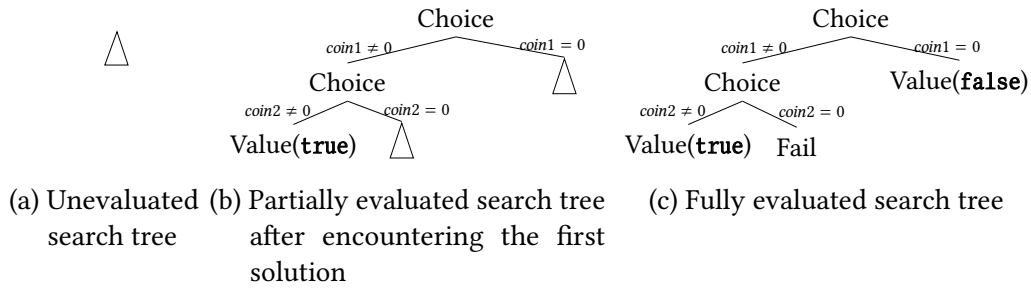 Choice
coin1 ≠ 0 coin1 = 0
Choice
coin2 ≠ 0 coin2 = 0
Value(true)
Choice
coin1 ≠ 0 coin1 = 0
Choice Value(false)
coin2 ≠ 0 coin2 = 0
Value(true) Fail
(a) Unevaluated
search tree
(b) Partially evaluated search tree
after encountering the first
solution
(c) Fully evaluated search tree